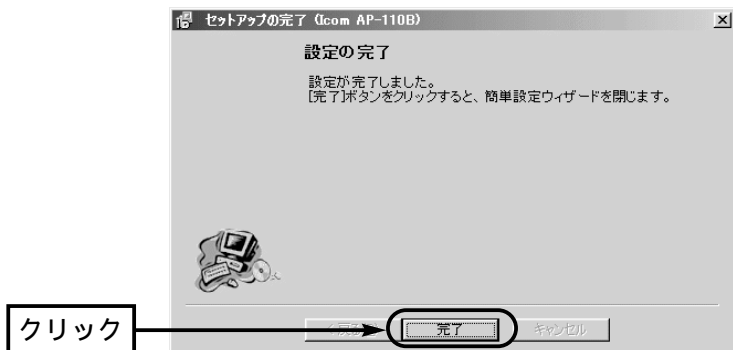 セットアップの完了 (Icom AP-110B)
設定の完了
設定が完了しました。
[完了]ボタンをクリックすると、簡単設定ウィザードを閉じます。
クリック
完了
キャンセル